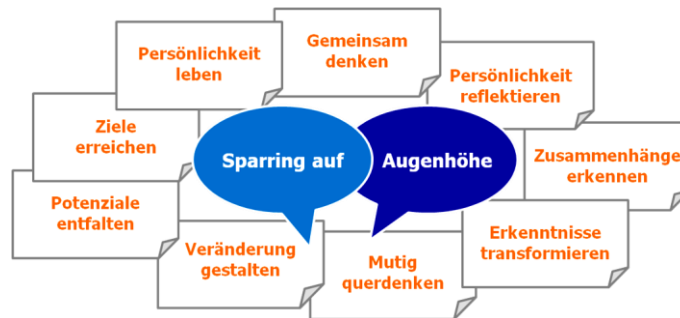 Gemeinsam
denken
Persönlichkeit
leben
Persönlichkeit
reflektieren
Ziele
erreichen
Sparring auf
Augenhöhe
Zusammenhänge
erkennen
Potenziale
entfalten
Veränderung
gestalten
Mutig
querdenken
Erkenntnisse
transformieren